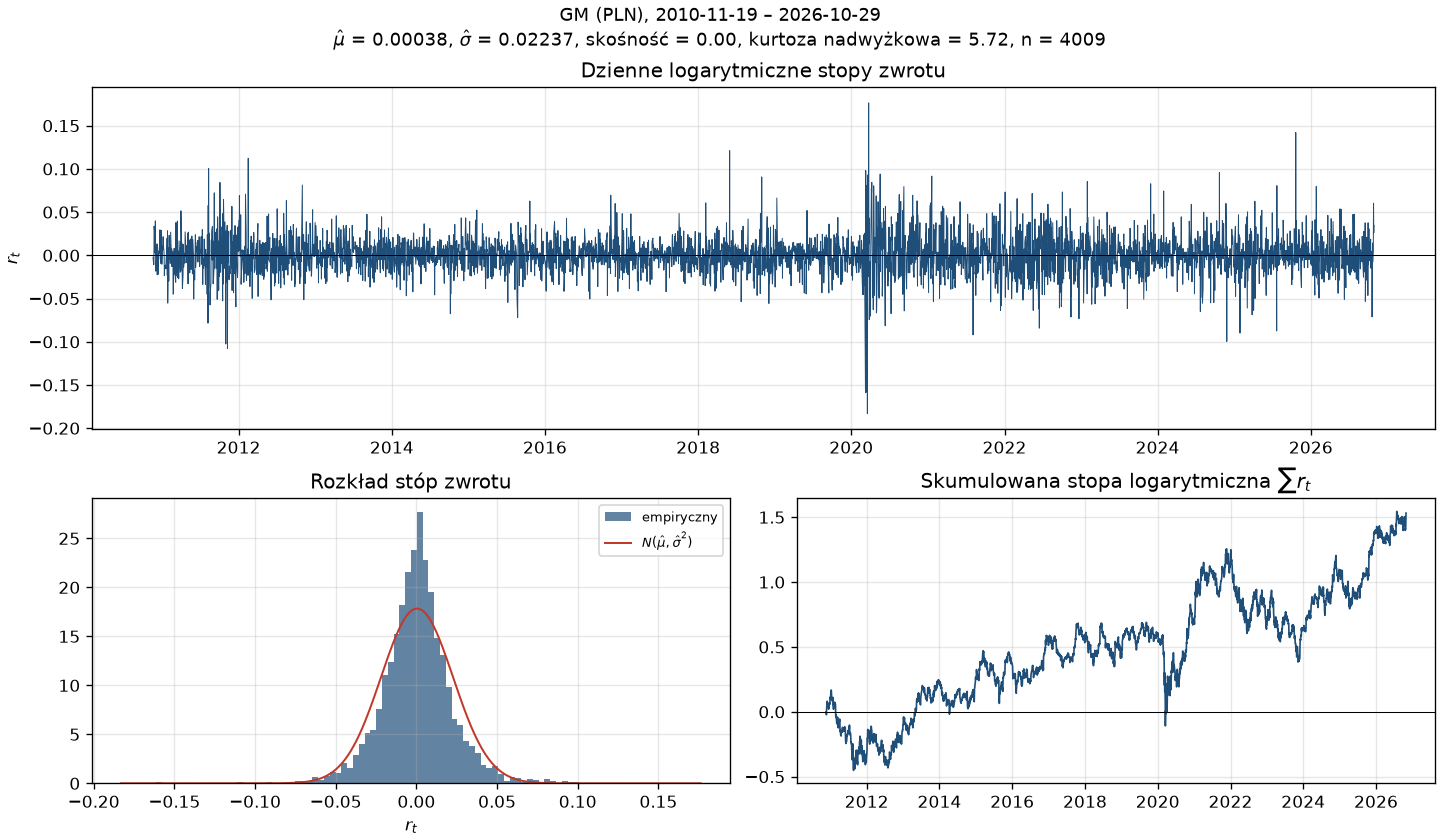 GM (PLN), 2010-11-19 – 2026-10-29
μ̂ = 0.00038, σ̂ = 0.02237, skośność = 0.00, kurtoza nadwyżkowa = 5.72, n = 4009
Dzienne logarytmiczne stopy zwrotu
r_t
0.15
0.10
0.05
0.00
−0.05
−0.10
−0.15
−0.20
2012 2014 2016 2018 2020 2022 2024 2026
Rozkład stóp zwrotu
empiryczny
N(μ̂, σ̂²)
25
20
15
10
5
0
−0.20 −0.15 −0.10 −0.05 0.00 0.05 0.10 0.15
r_t
Skumulowana stopa logarytmiczna ∑r_t
1.5
1.0
0.5
0.0
−0.5
2012 2014 2016 2018 2020 2022 2024 2026